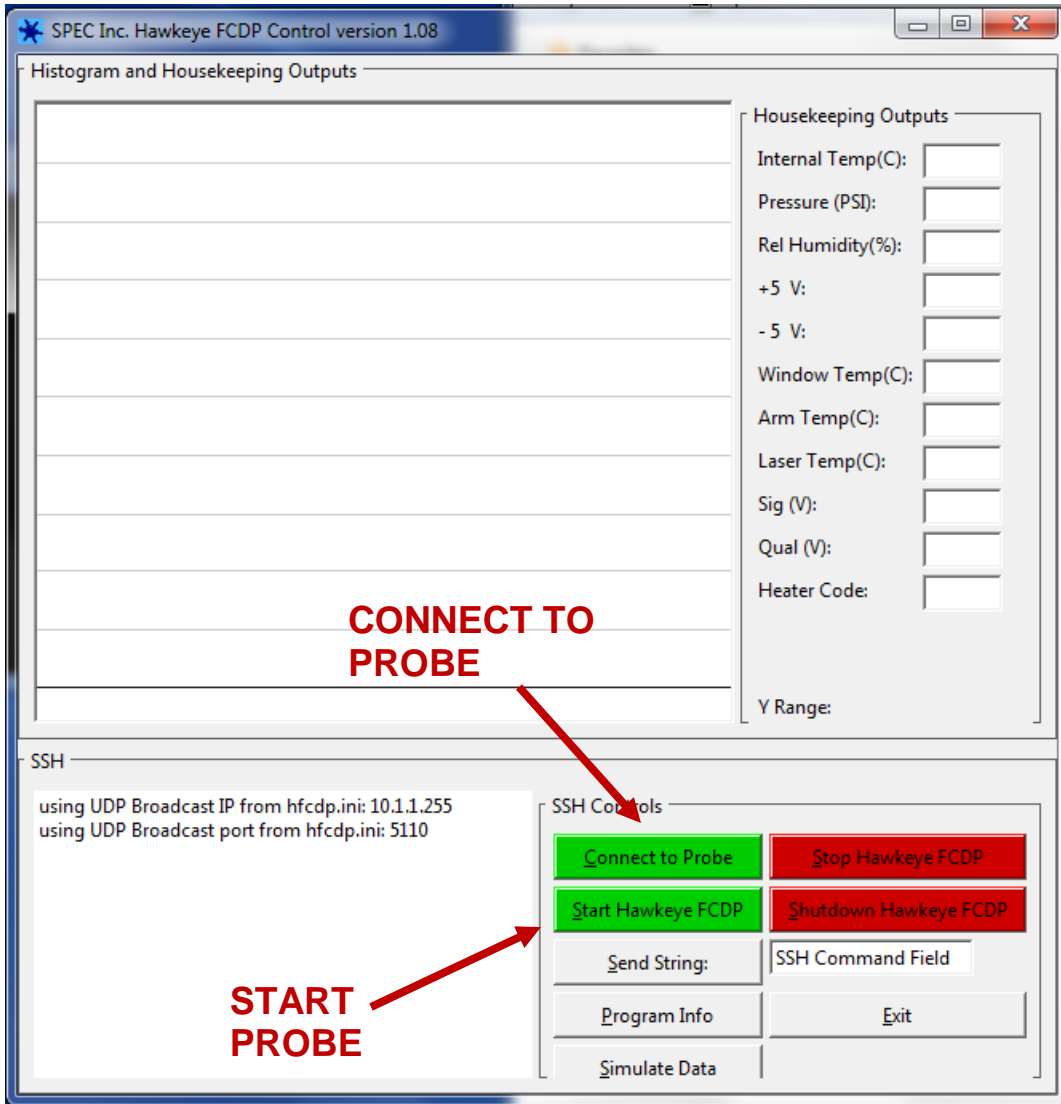 SPEC Inc. Hawkeye FCDP Control version 1.08
Histogram and Housekeeping Outputs
Housekeeping Outputs
Internal Temp(C):
Pressure (PSI):
Rel Humidity(%):
+5 V:
- 5 V:
Window Temp(C):
Arm Temp(C):
Laser Temp(C):
Sig (V):
Qual (V):
Heater Code:
Y Range:
CONNECT TO
PROBE
SSH
using UDP Broadcast IP from hfcdp.ini: 10.1.1.255
using UDP Broadcast port from hfcdp.ini: 5110
SSH Controls
Connect to Probe
Stop Hawkeye FCDP
Start Hawkeye FCDP
Shutdown Hawkeye FCDP
Send String:
SSH Command Field
Program Info
Exit
Simulate Data
START
PROBE